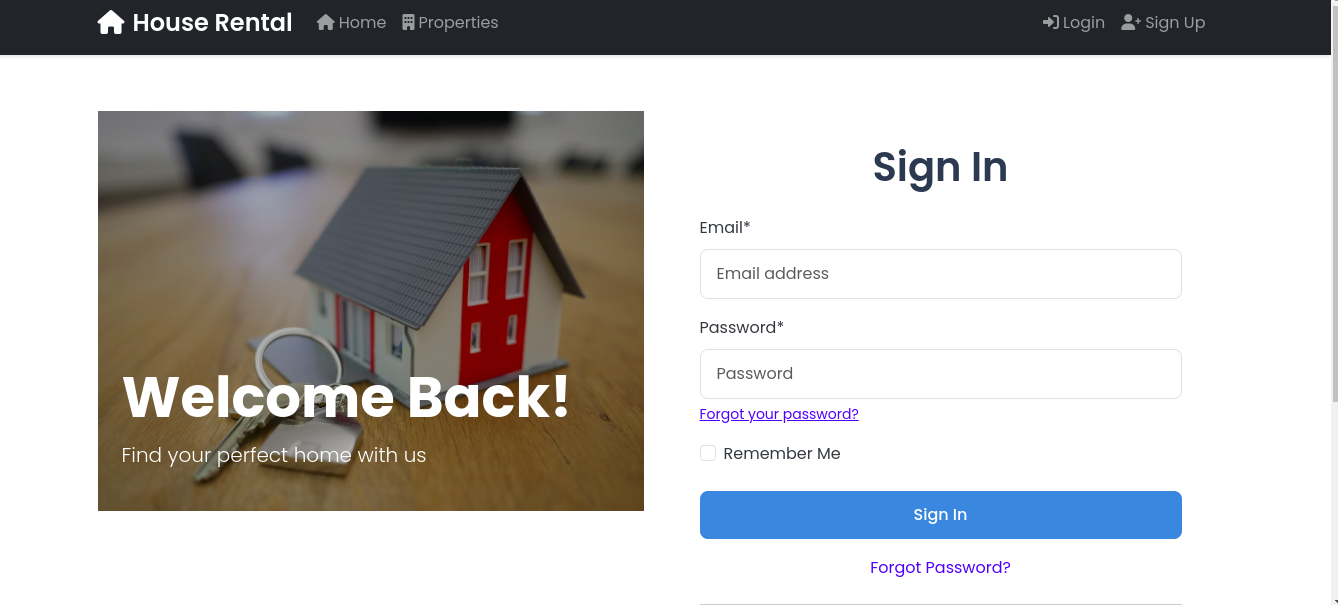 House Rental Home Properties Login Sign Up
Welcome Back!
Find your perfect home with us
Sign In
Email*
Email address
Password*
Password
Forgot your password?
Remember Me
Sign In
Forgot Password?